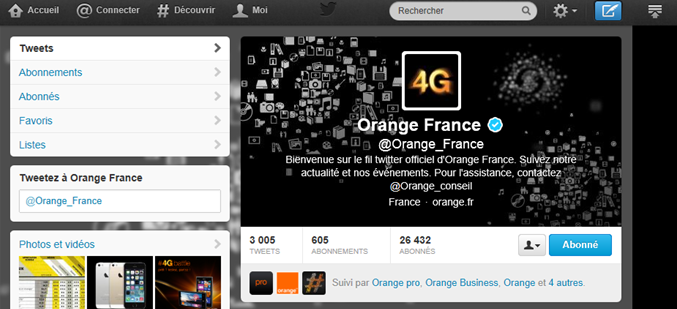 Accueil
@ Connecter
# Découvrir
Moi
Rechercher
Tweets
Abonnements
Abonnés
Favoris
Listes
Tweetez à Orange France
@Orange_France
Photos et vidéos
4G
Orange France
@Orange_France
Bienvenue sur le fil twitter officiel d'Orange France. Suivez notre
actualité et nos événements. Pour l'assistance, contactez
@Orange_conseil
France · orange.fr
3 005
TWEETS
605
ABONNEMENTS
26 432
ABONNÉS
Abonné
pro
orange
#
Suivi par Orange pro, Orange Business, Orange et 4 autres.